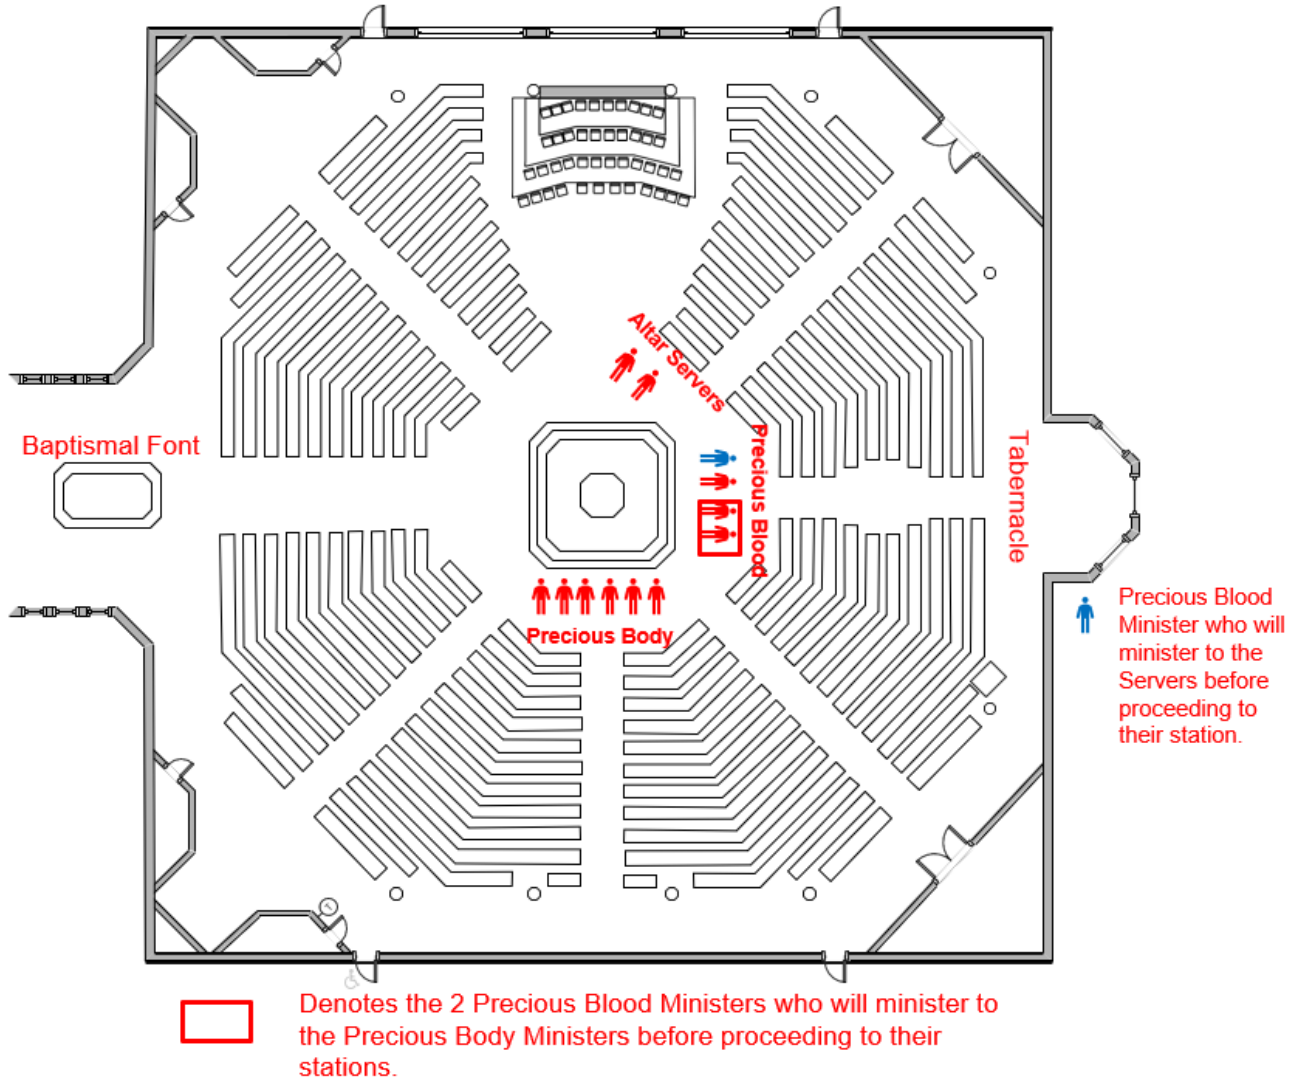 Altar Servers
Baptismal Font
Precious Blood
Tabernacle
Precious Body
Precious Blood
Minister who will
minister to the
Servers before
proceeding to
their station.
Denotes the 2 Precious Blood Ministers who will minister to
the Precious Body Ministers before proceeding to their
stations.